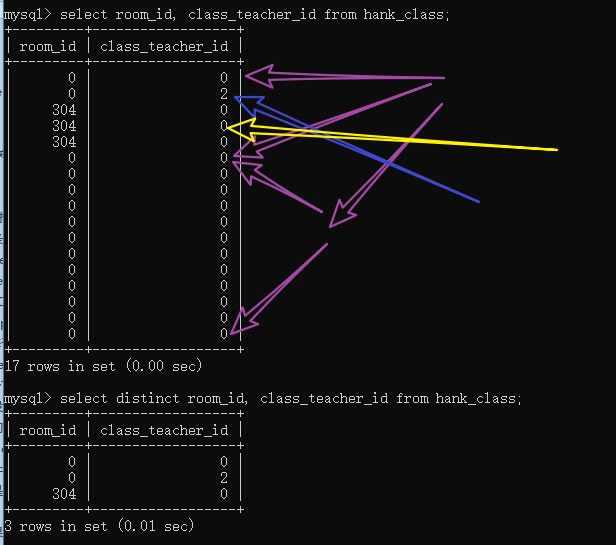 mysql> select room_id, class_teacher_id from hank_class;
+---------+------------------+
| room_id | class_teacher_id |
+---------+------------------+
| 0 | 0 |
| 0 | 2 |
| 304 | 0 |
| 304 | 0 |
| 304 | 0 |
| 0 | 0 |
| 0 | 0 |
| 0 | 0 |
| 0 | 0 |
| 0 | 0 |
| 0 | 0 |
| 0 | 0 |
| 0 | 0 |
| 0 | 0 |
| 0 | 0 |
| 0 | 0 |
| 0 | 0 |
+---------+------------------+
17 rows in set (0.00 sec)
mysql> select distinct room_id, class_teacher_id from hank_class;
+---------+------------------+
| room_id | class_teacher_id |
+---------+------------------+
| 0 | 0 |
| 0 | 2 |
| 304 | 0 |
+---------+------------------+
3 rows in set (0.01 sec)